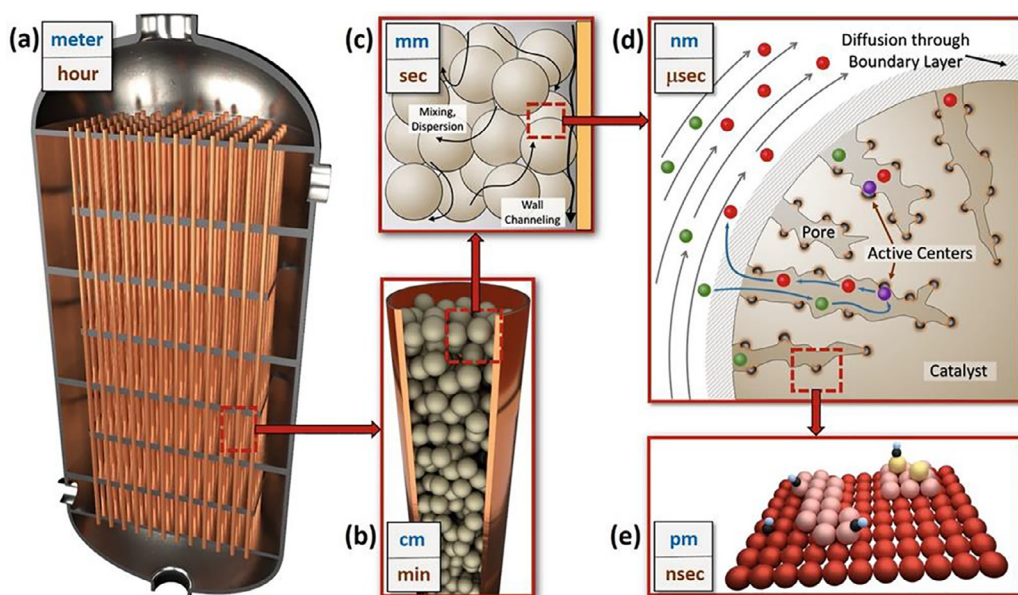 (a)
meter
hour
(b)
cm
min
(c)
mm
sec
Mixing,
Dispersion
Wall
Channeling
(d)
nm
μsec
Diffusion through
Boundary Layer
Pore
Active Centers
Catalyst
(e)
pm
nsec